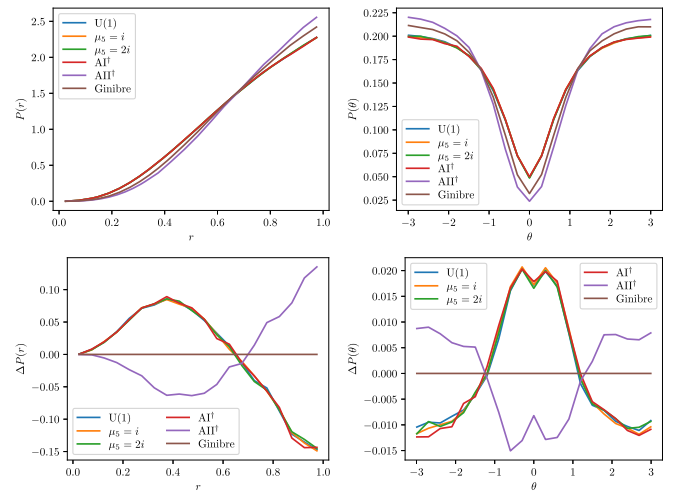 2.5
2.0
1.5
1.0
0.5
0.0
P(r)
U(1)
μ₅ = i
μ₅ = 2i
AI†
AII†
Ginibre
0.0 0.2 0.4 0.6 0.8 1.0
r
0.225
0.200
0.175
0.150
0.125
0.100
0.075
0.050
0.025
P(θ)
U(1)
μ₅ = i
μ₅ = 2i
AI†
AII†
Ginibre
−3 −2 −1 0 1 2 3
θ
0.10
0.05
0.00
−0.05
−0.10
−0.15
ΔP(r)
U(1) AI†
μ₅ = i AII†
μ₅ = 2i Ginibre
0.0 0.2 0.4 0.6 0.8 1.0
r
0.020
0.015
0.010
0.005
0.000
−0.005
−0.010
−0.015
ΔP(θ)
U(1) AI†
μ₅ = i AII†
μ₅ = 2i Ginibre
−3 −2 −1 0 1 2 3
θ